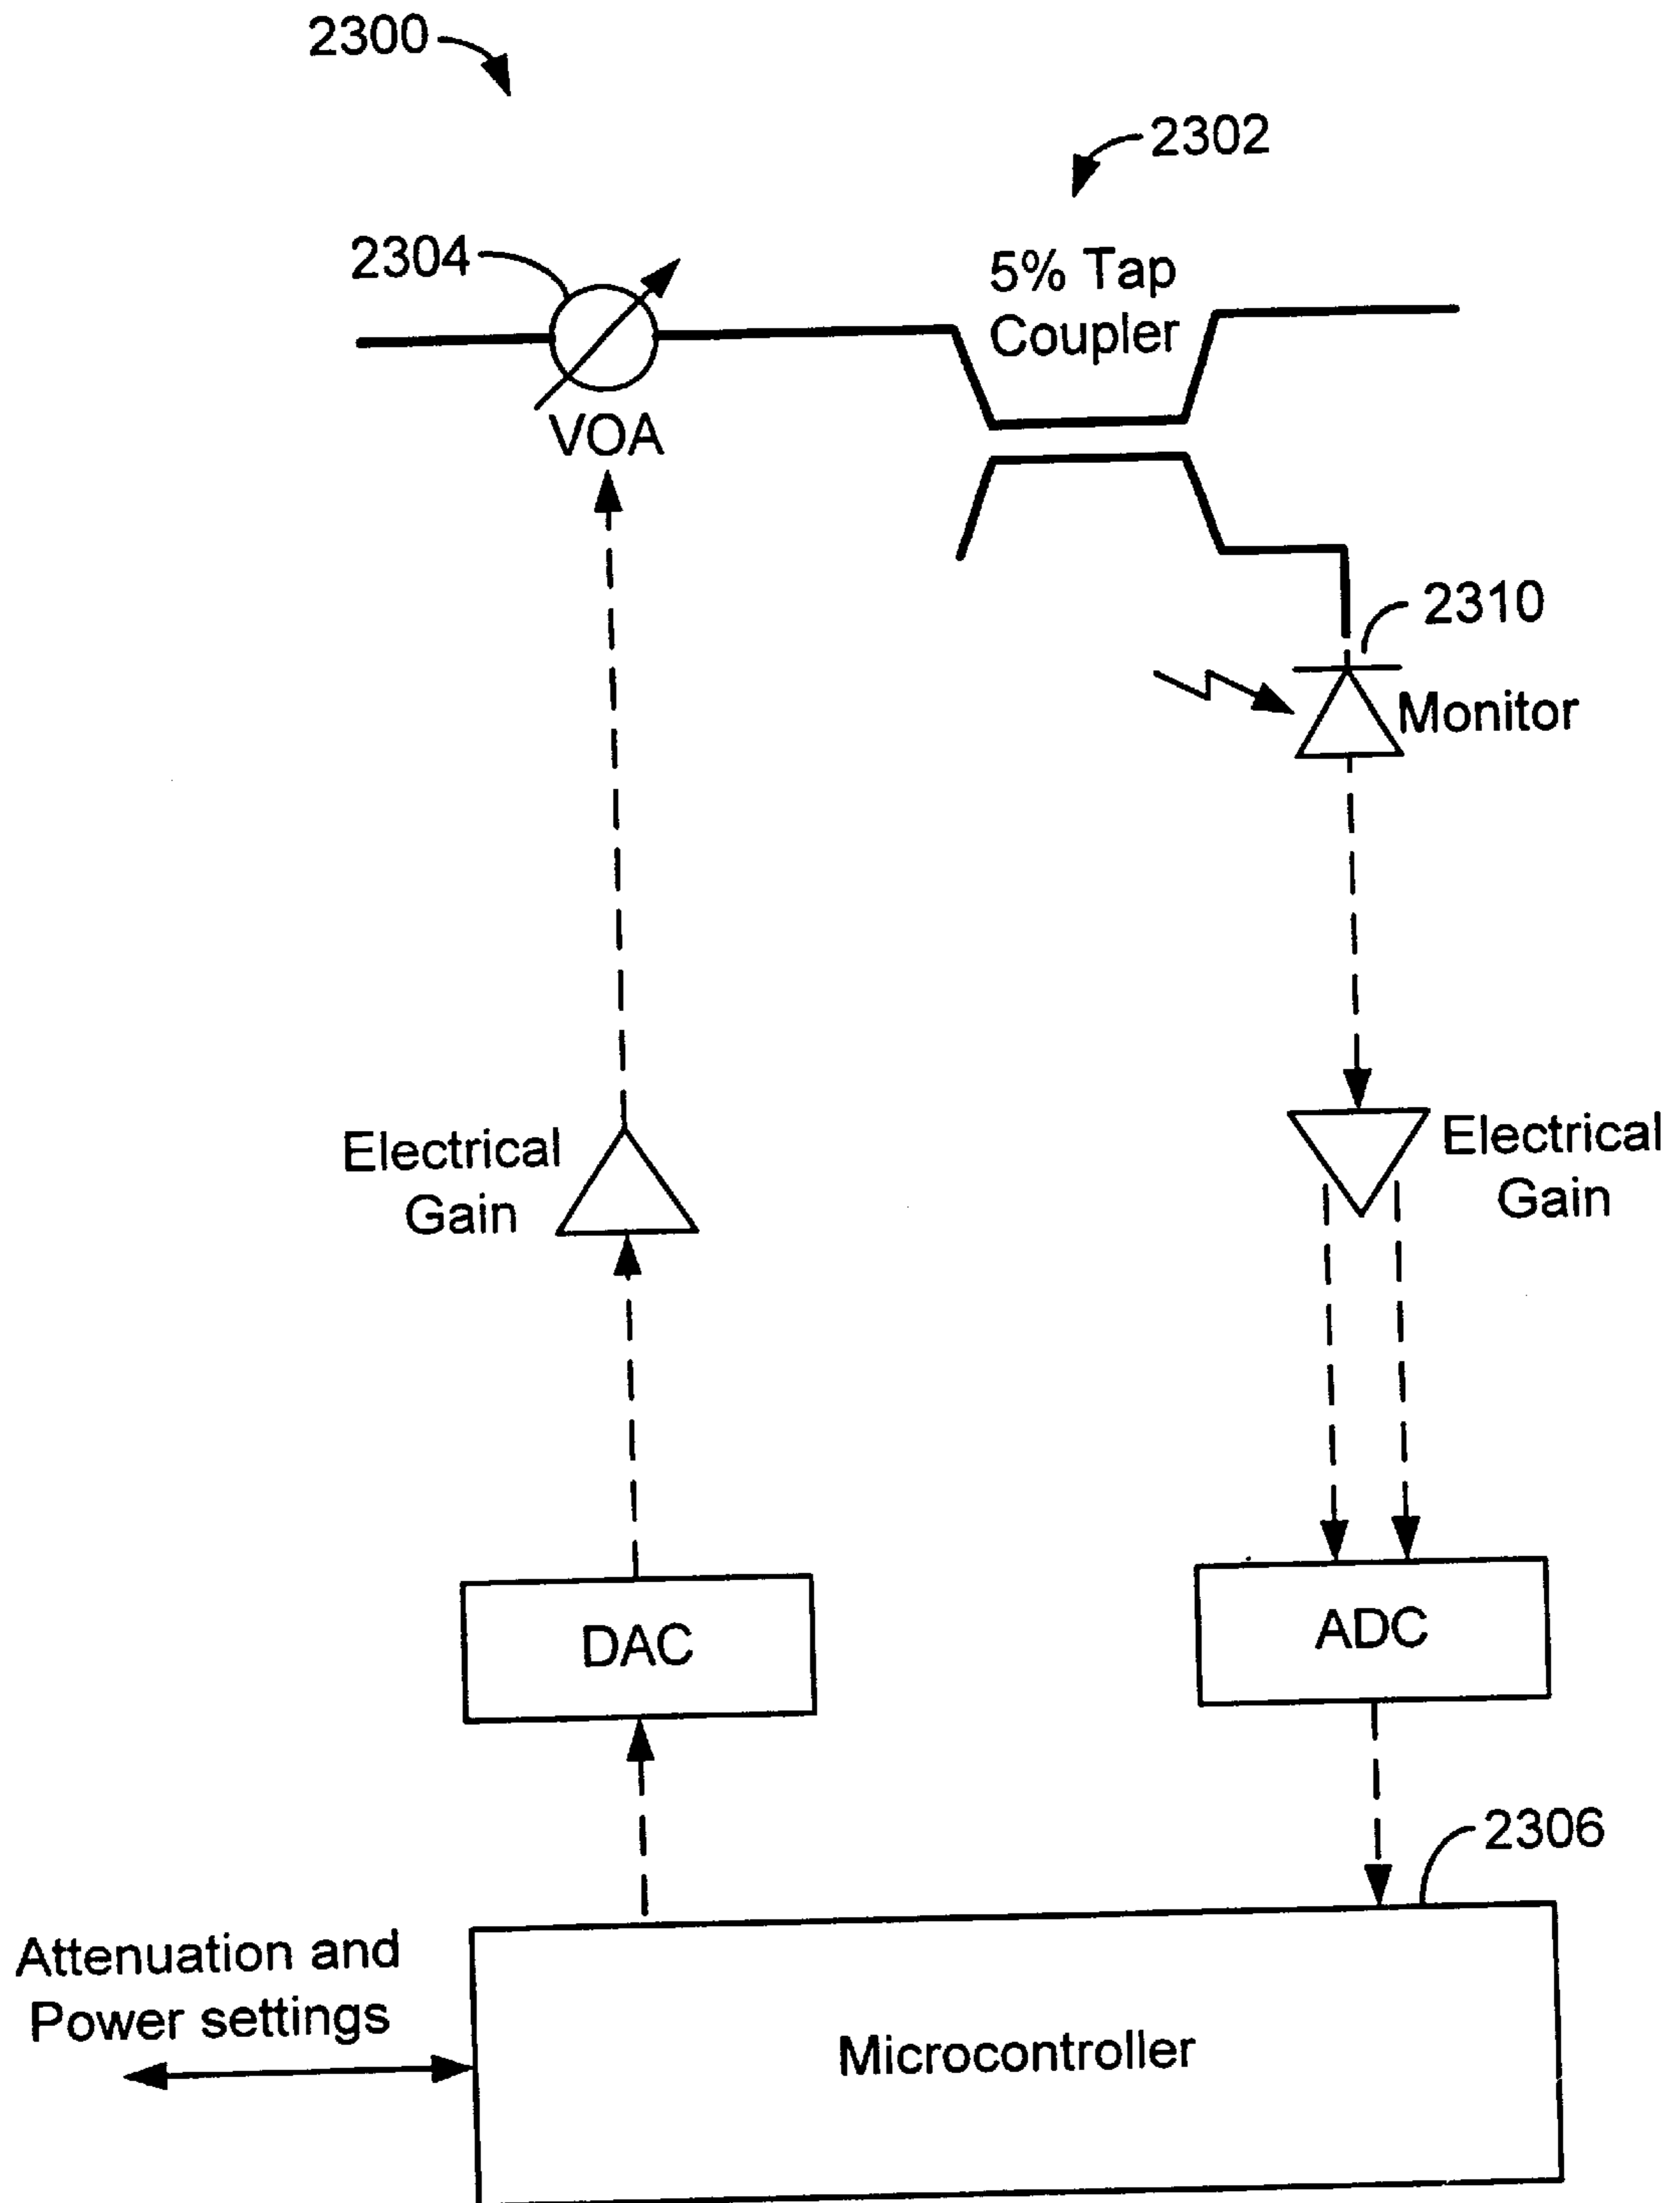 2300
2302
2304
5% Tap
Coupler
VOA
2310
Monitor
Electrical
Gain
Electrical
Gain
DAC
ADC
2306
Attenuation and
Power settings
Microcontroller